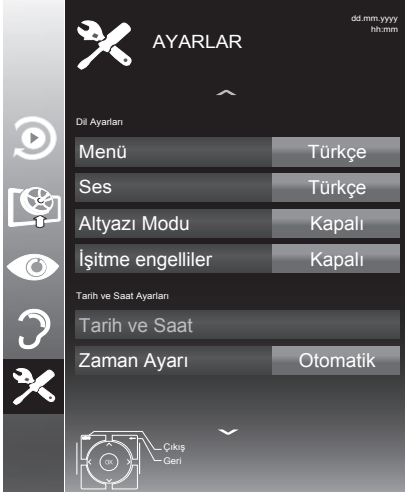 AYARLAR
dd.mm.yyyy
hh:mm
Dil Ayarları
Menü Türkçe
Ses Türkçe
Altyazı Modu Kapalı
İşitme engelliler Kapalı
Tarih ve Saat Ayarları
Tarih ve Saat
Zaman Ayarı Otomatik
Çıkış
Geri
OK